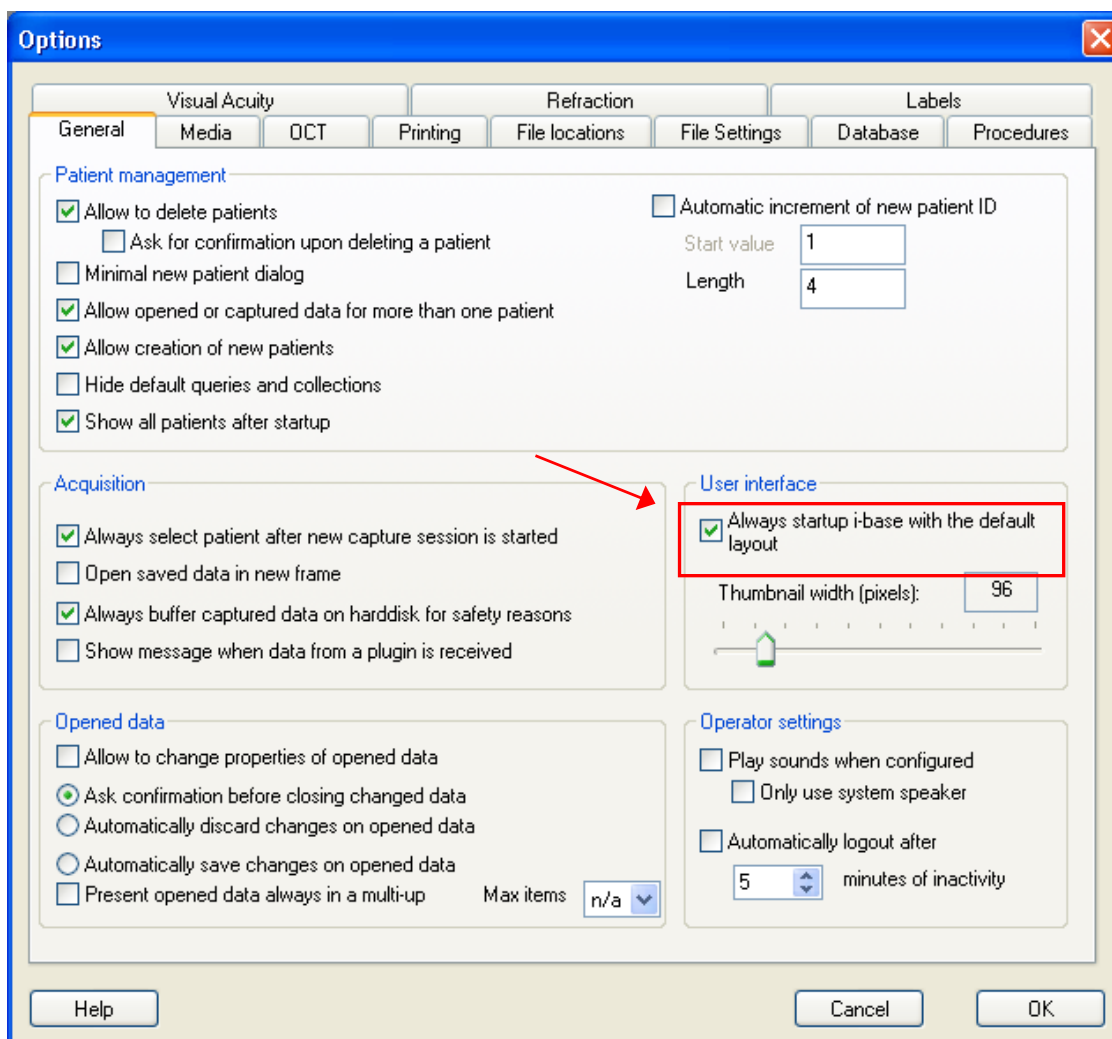 Options
Visual Acuity
Refraction
Labels
General
Media
OCT
Printing
File locations
File Settings
Database
Procedures
Patient management
Allow to delete patients
Ask for confirmation upon deleting a patient
Minimal new patient dialog
Allow opened or captured data for more than one patient
Allow creation of new patients
Hide default queries and collections
Show all patients after startup
Automatic increment of new patient ID
Start value 1
Length 4
Acquisition
Always select patient after new capture session is started
Open saved data in new frame
Always buffer captured data on harddisk for safety reasons
Show message when data from a plugin is received
User interface
Always startup i-base with the default
layout
Thumbnail width (pixels): 96
Opened data
Allow to change properties of opened data
Ask confirmation before closing changed data
Automatically discard changes on opened data
Automatically save changes on opened data
Present opened data always in a multi-up Max items n/a
Operator settings
Play sounds when configured
Only use system speaker
Automatically logout after
5 minutes of inactivity
Help
Cancel
OK